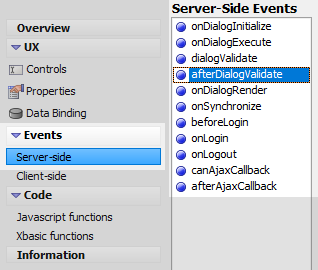 Overview
UX
Controls
Properties
Data Binding
Events
Server-side
Client-side
Code
Javascript functions
Xbasic functions
Information
Server-Side Events
onDialogInitialize
onDialogExecute
dialogValidate
afterDialogValidate
onDialogRender
onSynchronize
beforeLogin
onLogin
onLogout
canAjaxCallback
afterAjaxCallback